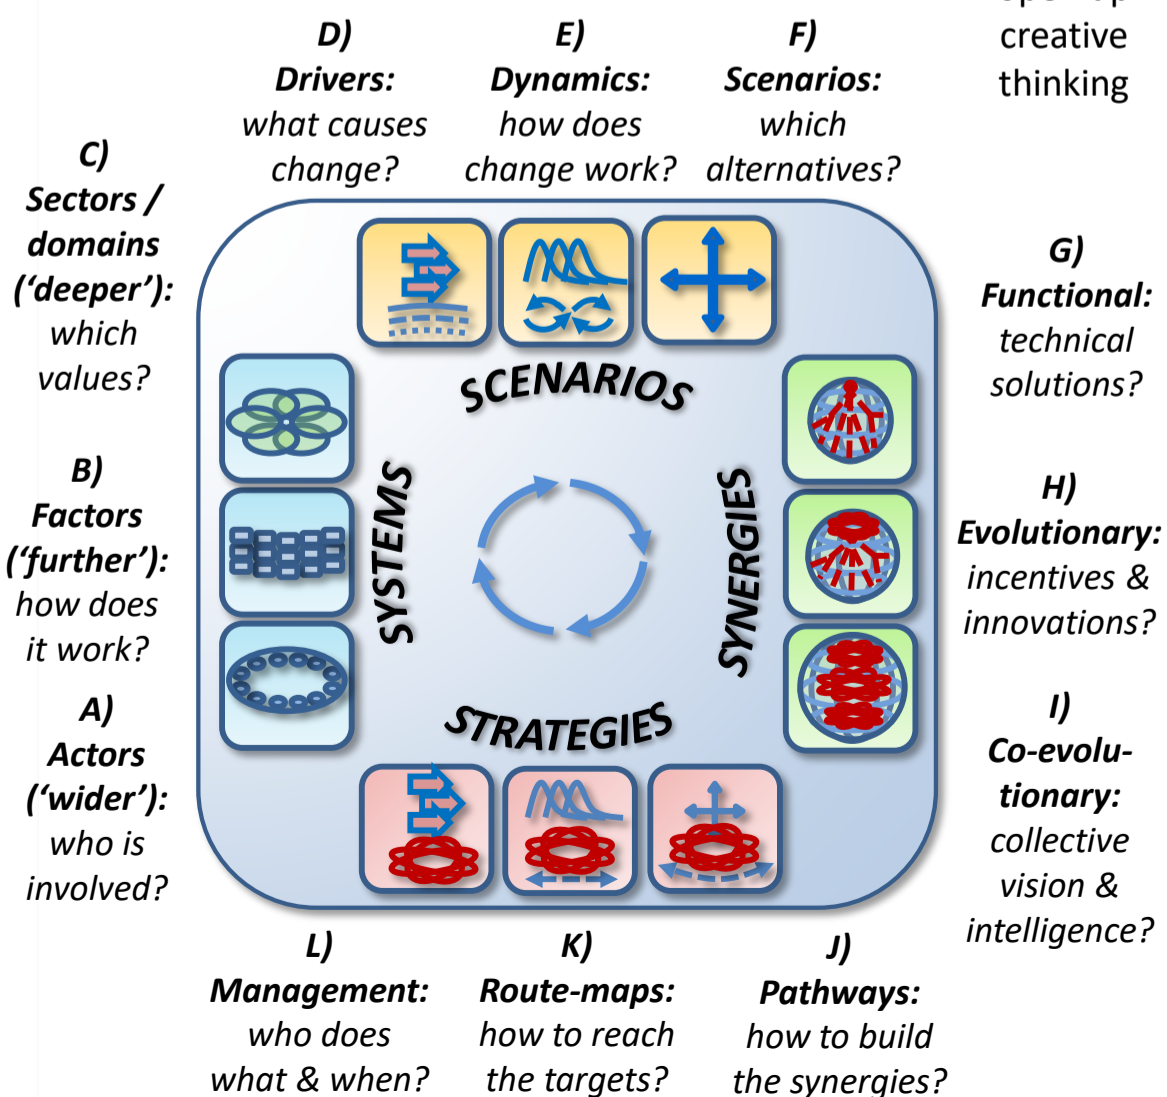 creative
thinking
D)
Drivers:
what causes
change?
E)
Dynamics:
how does
change work?
F)
Scenarios:
which
alternatives?
C)
Sectors /
domains
(‘deeper’):
which
values?
B)
Factors
(‘further’):
how does
it work?
A)
Actors
(‘wider’):
who is
involved?
SCENARIOS
SYSTEMS
SYNERGIES
STRATEGIES
G)
Functional:
technical
solutions?
H)
Evolutionary:
incentives &
innovations?
I)
Co-evolu-
tionary:
collective
vision &
intelligence?
L)
Management:
who does
what & when?
K)
Route-maps:
how to reach
the targets?
J)
Pathways:
how to build
the synergies?